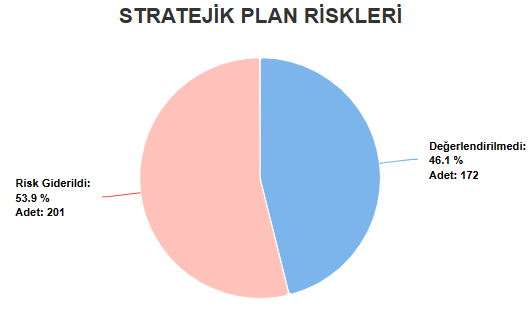 STRATEJİK PLAN RİSKLERİ
Değerlendirilmedi:
46.1 %
Adet: 172
Risk Giderildi:
53.9 %
Adet: 201